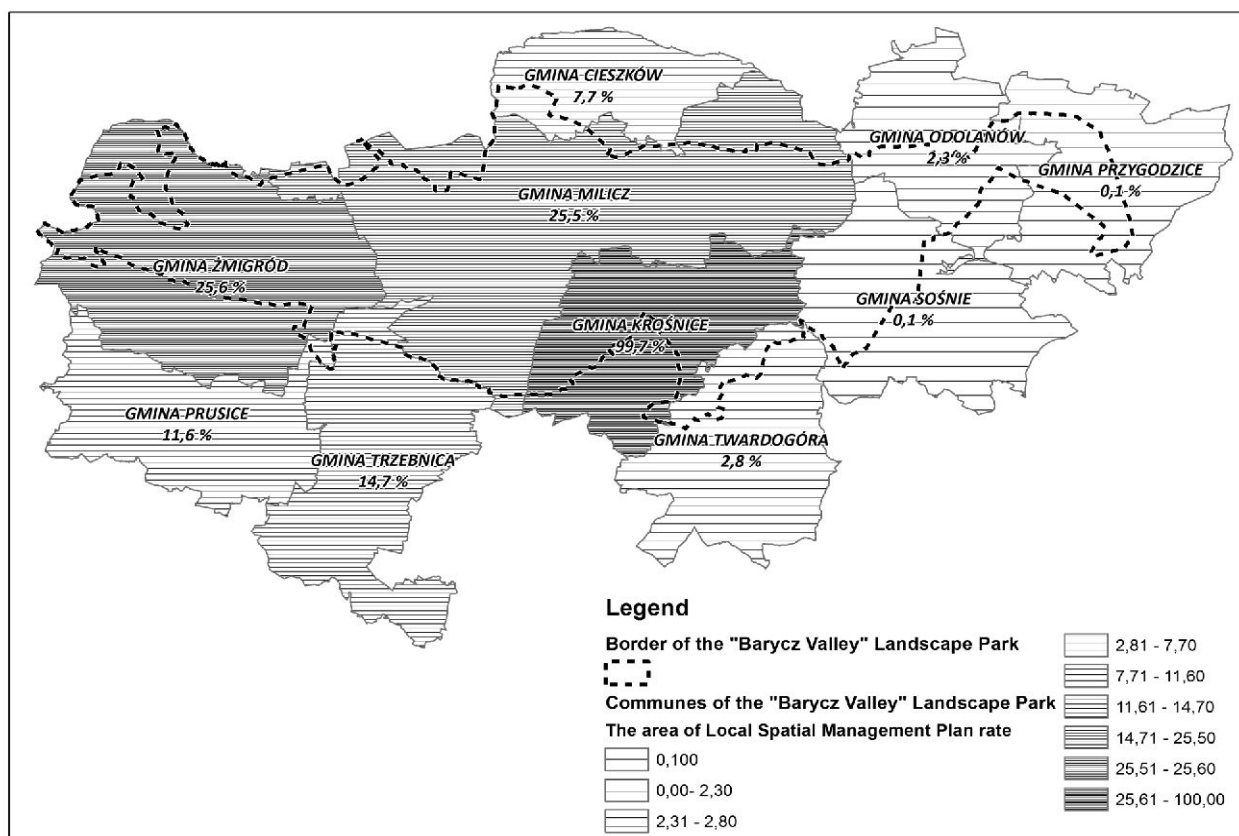 GMINA CIESZKÓW
7,7 %
GMINA ODOLANÓW
2,3 %
GMINA PRZYGODZICE
0,1 %
GMINA MILICZ
25,5 %
GMINA ŻMIGRÓD
25,6 %
GMINA SOŚNIE
0,1 %
GMINA KROŚNICE
99,7 %
GMINA PRUSICE
11,6 %
GMINA TWARDOGÓRA
2,8 %
GMINA TRZEBNICA
14,7 %
Legend
Border of the "Barycz Valley" Landscape Park
Communes of the "Barycz Valley" Landscape Park
The area of Local Spatial Management Plan rate
0,100
0,00- 2,30
2,31 - 2,80
2,81 - 7,70
7,71 - 11,60
11,61 - 14,70
14,71 - 25,50
25,51 - 25,60
25,61 - 100,00